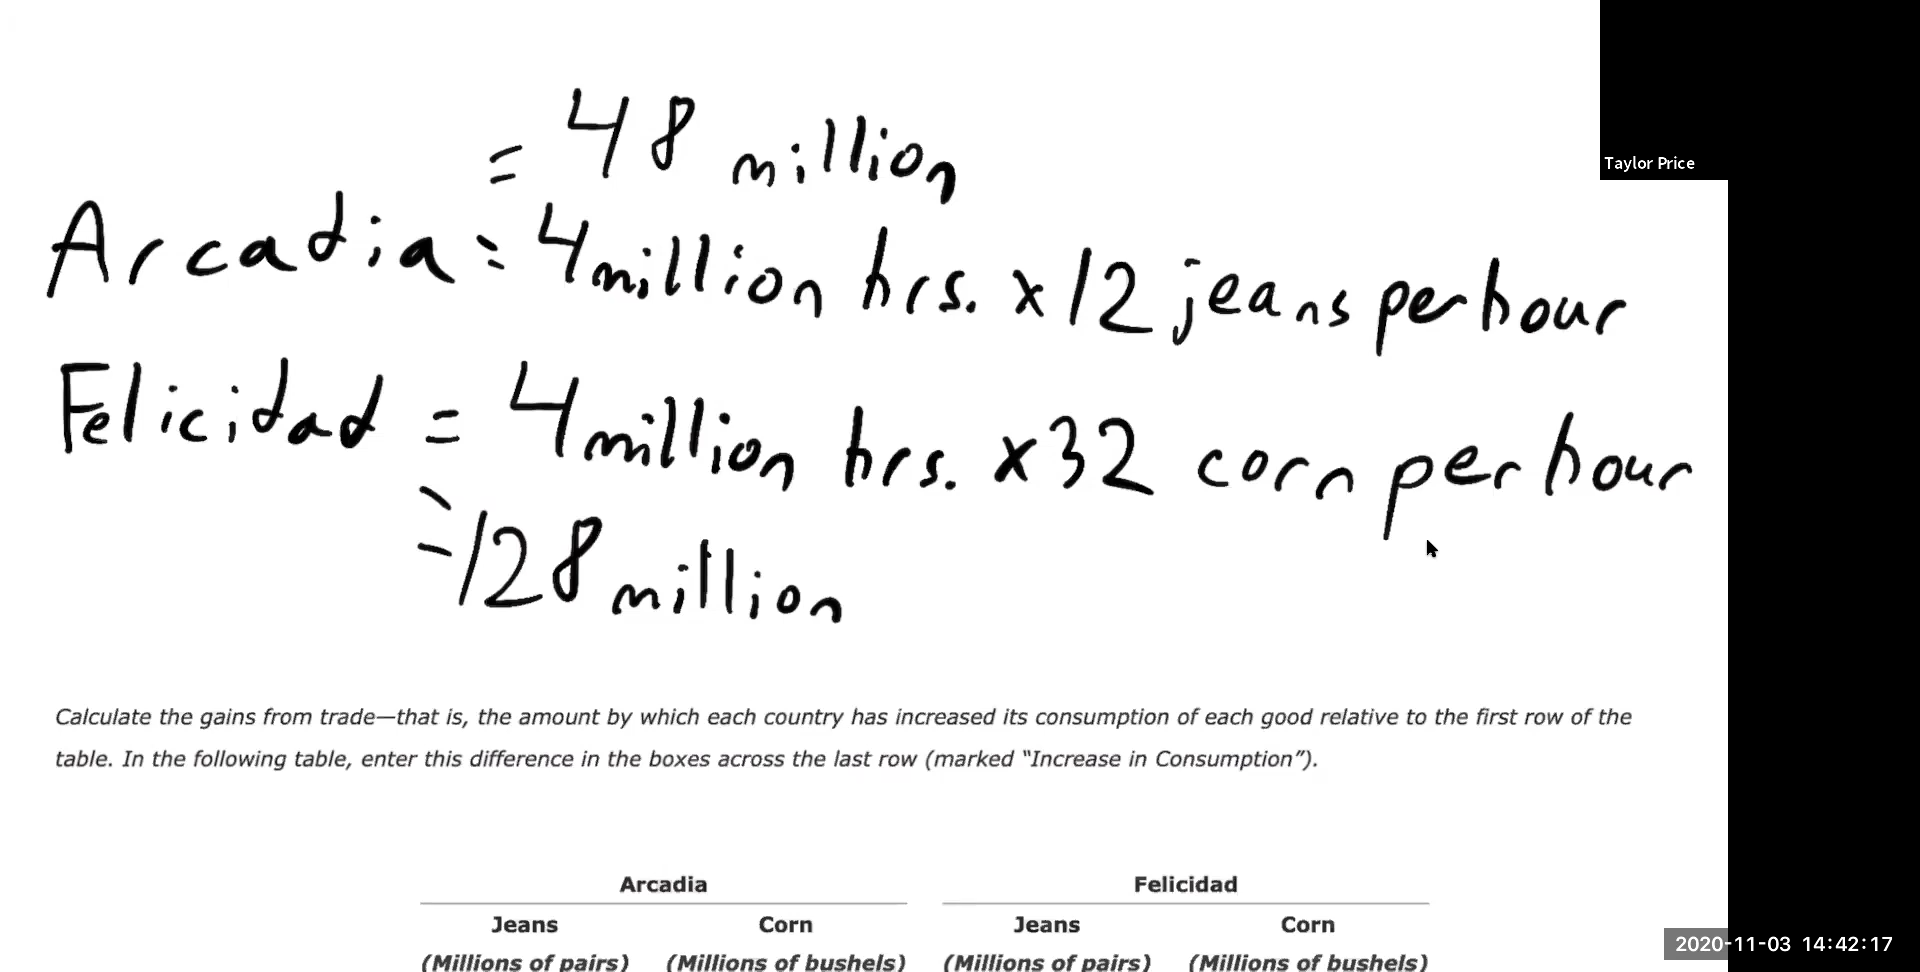 Taylor Price
= 48 million
Arcadia = 4 million hrs. x 12 jeans per hour
Felicidad = 4 million hrs. x 32 corn per hour
= 128 million
Calculate the gains from trade—that is, the amount by which each country has increased its consumption of each good relative to the first row of the
table. In the following table, enter this difference in the boxes across the last row (marked “Increase in Consumption”).
Arcadia Felicidad
Jeans Corn Jeans Corn
(Millions of pairs) (Millions of bushels) (Millions of pairs) (Millions of bushels)
2020-11-03 14:42:17